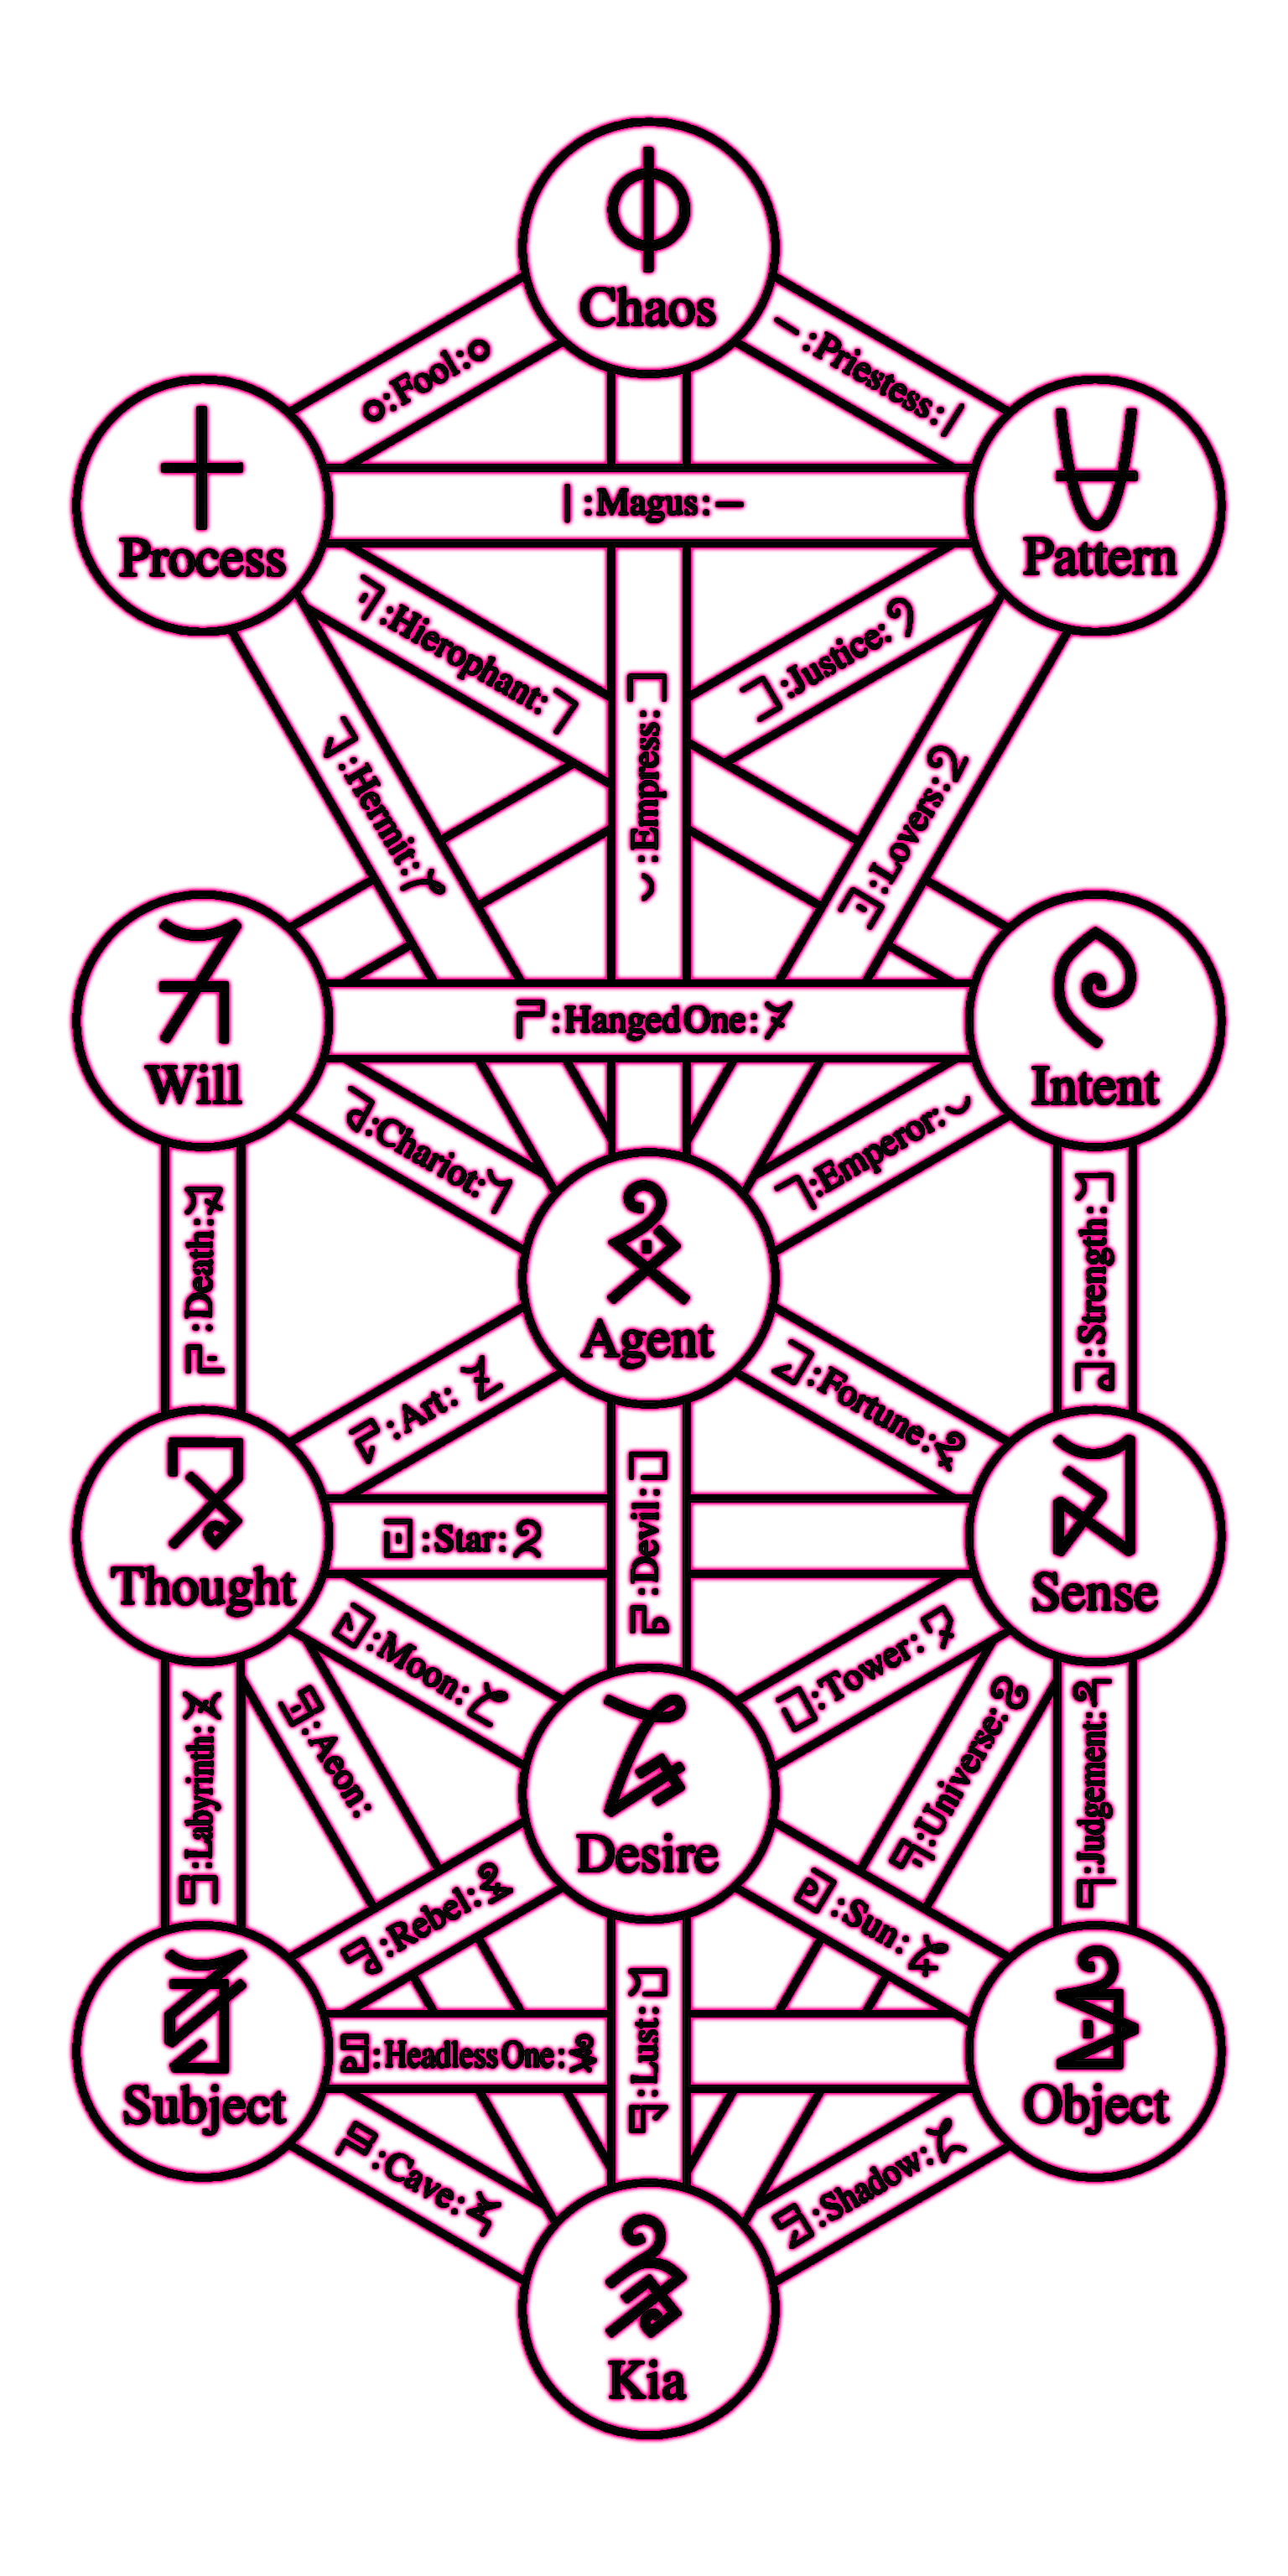 Chaos
:Fool:
:Priestess:
Process
:Magus:
Pattern
:Hierophant:
:Justice:
:Hermit:
:Empress:
:Lovers:
Will
:HangedOne:
Intent
:Chariot:
:Emperor:
:Death:
Agent
:Strength:
:Art:
:Fortune:
Thought
:Star:
:Devil:
Sense
:Moon:
:Tower:
:Labyrinth:
:Aeon:
Desire
:Universe:
:Judgement:
:Rebel:
:Sun:
Subject
:HeadlessOne:
:Lust:
Object
:Cave:
:Shadow:
Kia